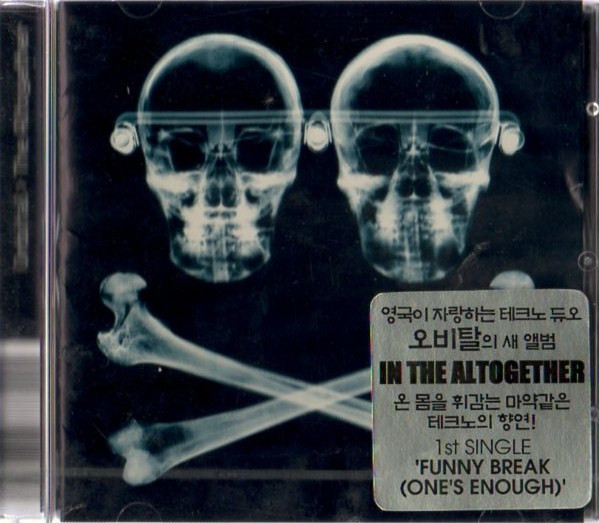 영국이 자랑하는 테크노 듀오
오비탈의 새 앨범
IN THE ALTOGETHER
온 몸을 휘감는 마약같은
테크노의 향연!
1st SINGLE
'FUNNY BREAK
(ONE'S ENOUGH)'